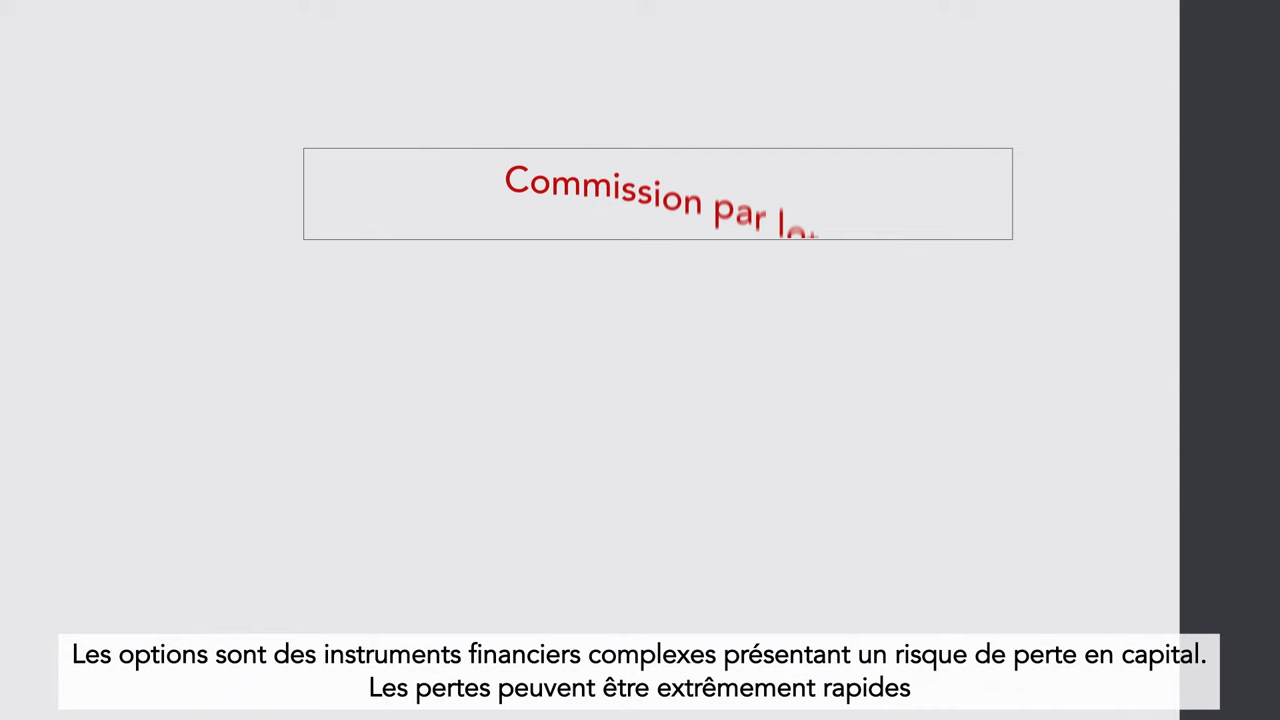 Commission par lot
Les options sont des instruments financiers complexes présentant un risque de perte en capital.
Les pertes peuvent être extrêmement rapides